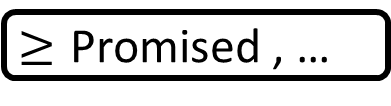 ≥ Promised , ...